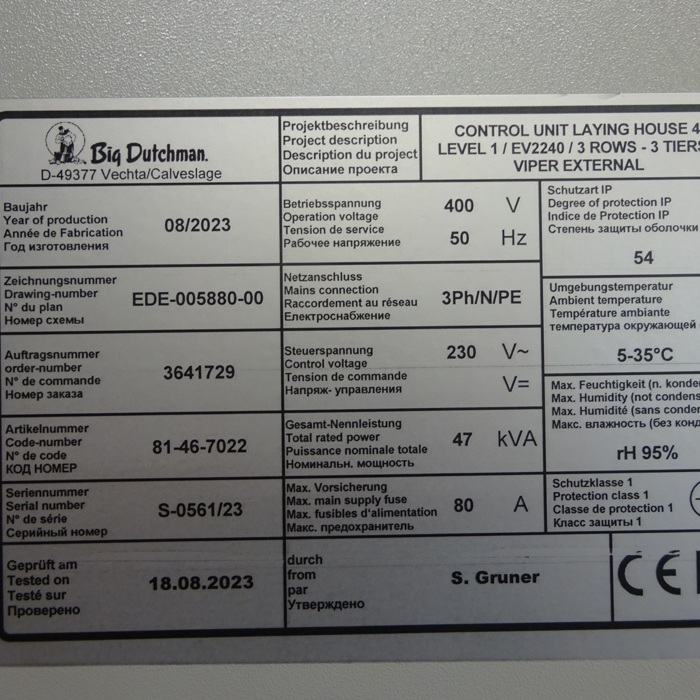 Big Dutchman.
D-49377 Vechta/Calveslage
Projektbeschreibung
Project description
Description du project
Описание проекта
CONTROL UNIT LAYING HOUSE 4
LEVEL 1 / EV2240 / 3 ROWS - 3 TIERS
VIPER EXTERNAL
Baujahr
Year of production
Année de Fabrication
Год изготовления
08/2023
Betriebsspannung
Operation voltage
Tension de service
Рабочее напряжение
400 V
50 Hz
Schutzart IP
Degree of protection IP
Indice de Protection IP
Степень защиты оболочки
54
Zeichnungsnummer
Drawing-number
N° du plan
Номер схемы
EDE-005880-00
Netzanschluss
Mains connection
Raccordement au réseau
Електроснабжение
3Ph/N/PE
Umgebungstemperatur
Ambient temperature
Température ambiante
температура окружающей
5-35°C
Auftragsnummer
order-number
N° de commande
Номер заказа
3641729
Steuerspannung
Control voltage
Tension de commande
Напряж- управления
230 V~
V=
Max. Feuchtigkeit (n. konde
Max. Humidity (not condens
Max. Humidité (sans conder
Макс. влажность (без конд
rH 95%
Artikelnummer
Code-number
N° de code
КОД НОМЕР
81-46-7022
Gesamt-Nennleistung
Total rated power
Puissance nominale totale
Номинальн. мощность
47 kVA
Seriennummer
Serial number
N° de série
Серийный номер
S-0561/23
Max. Vorsicherung
Max. main supply fuse
Max. fusibles d'alimentation
Макс. предохранитель
80 A
Schutzklasse 1
Protection class 1
Classe de protection 1
Класс защиты 1
Geprüft am
Tested on
Testé sur
Проверено
18.08.2023
durch
from
par
Утверждено
S. Gruner
CE